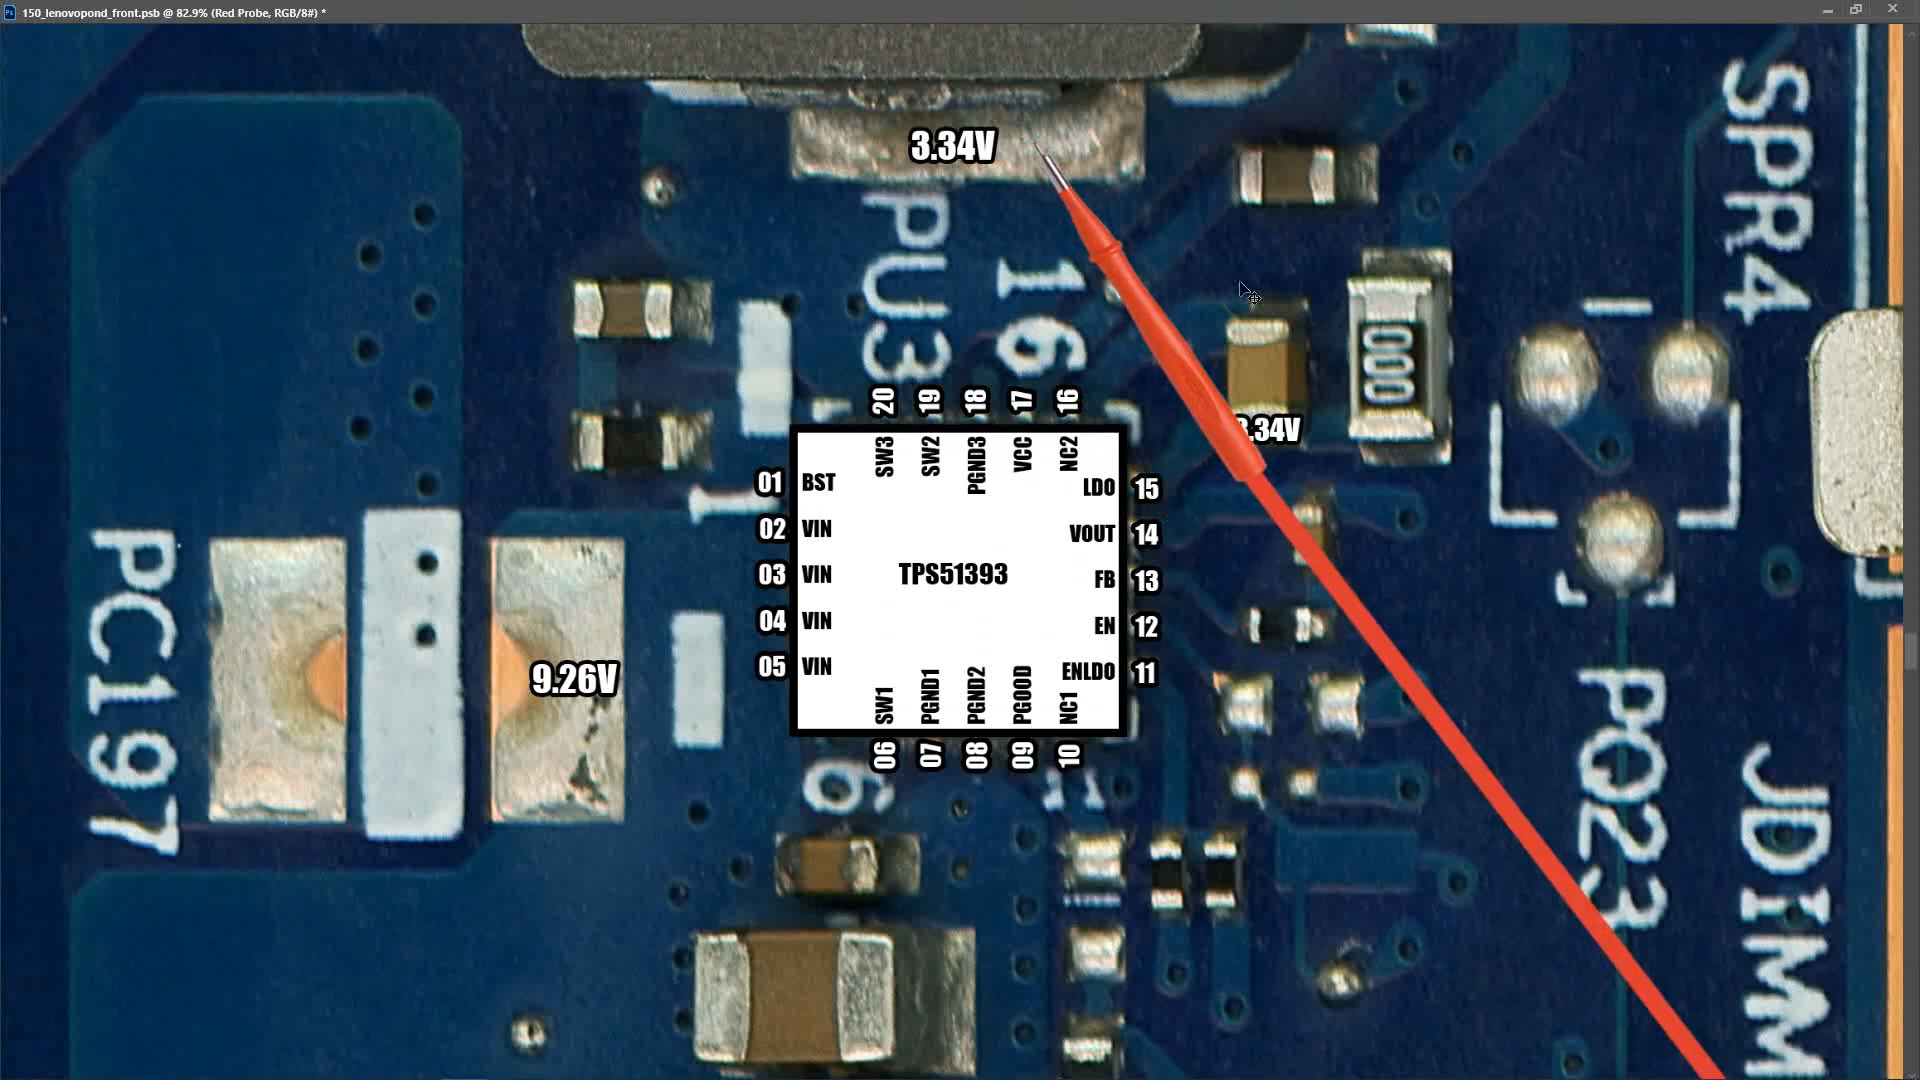 150_lenovopond_front.psb @ 82.9% (Red Probe, RGB/8#) *
3.34V
SPR4
PU3
16
000
20 19 18 17 16
.34V
SW3 SW2 PGND3 VCC NC2
01 BST
LDO 15
1
02 VIN
VOUT 14
03 VIN
TPS51393
FB 13
04 VIN
EN 12
05 VIN
ENLDO 11
9.26V
PC197
SW1 PGND1 PGND2 PGOOD NC1
06 07 08 09 10
6
PQ23
JDIMM